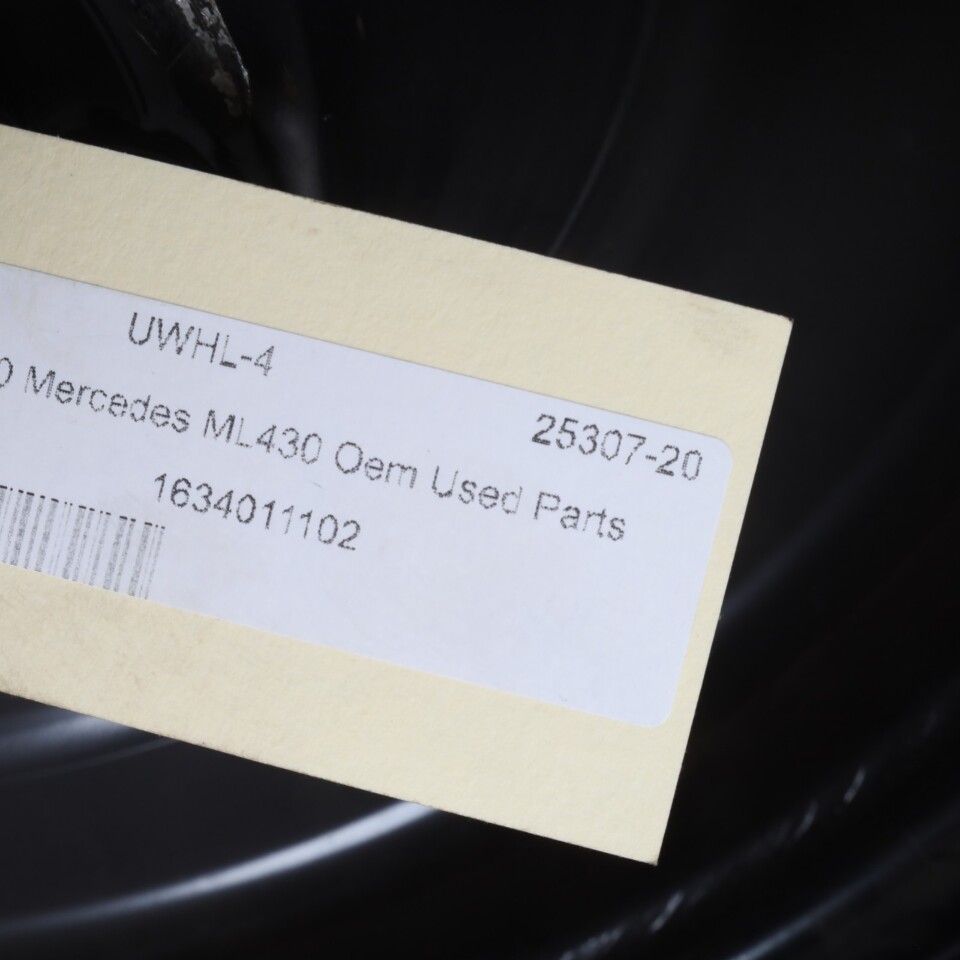 UWHL-4
25307-20
0 Mercedes ML430 Oem Used Parts
1634011102